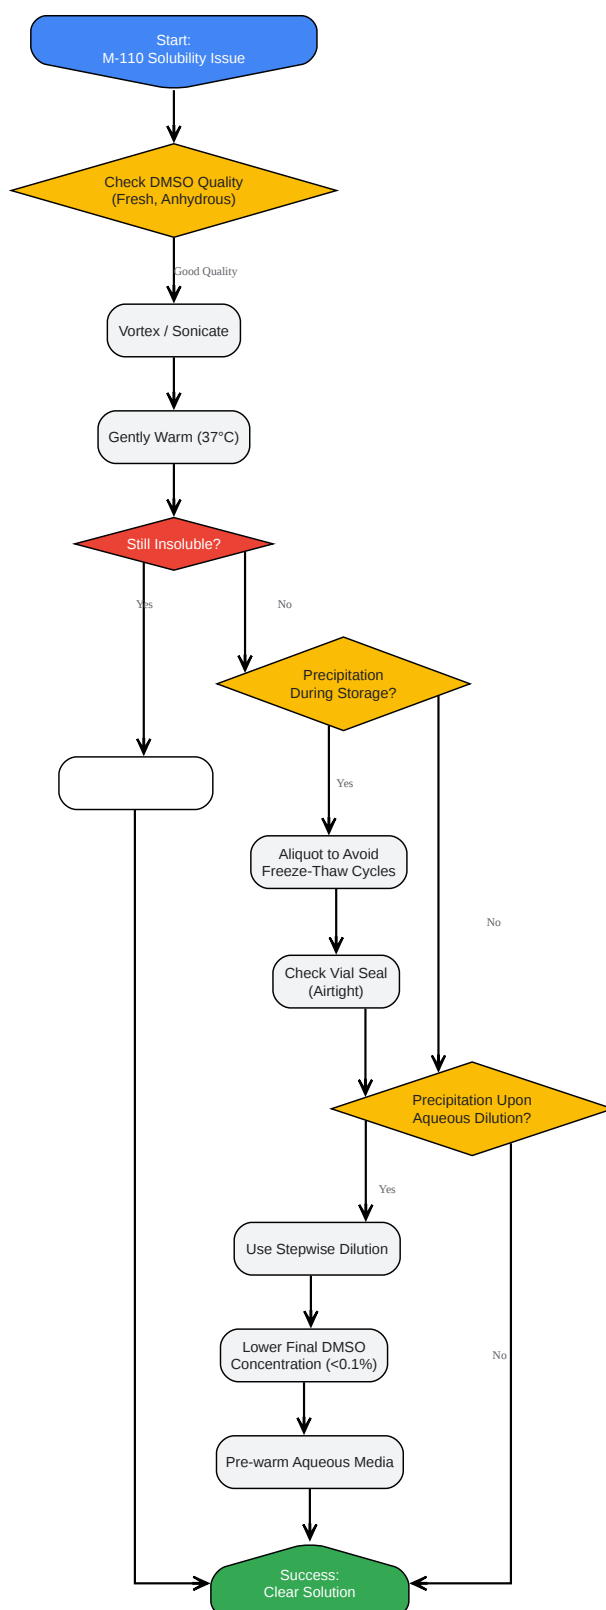 Start:
M-110 Solubility Issue
Check DMSO Quality
(Fresh, Anhydrous)
Good Quality
Vortex / Sonicate
Gently Warm (37°C)
Still Insoluble?
Yes
No
Precipitation
During Storage?
Yes
Aliquot to Avoid
Freeze-Thaw Cycles
No
Check Vial Seal
(Airtight)
Precipitation Upon
Aqueous Dilution?
Yes
Use Stepwise Dilution
Lower Final DMSO
Concentration (<0.1%)
No
Pre-warm Aqueous Media
Success:
Clear Solution